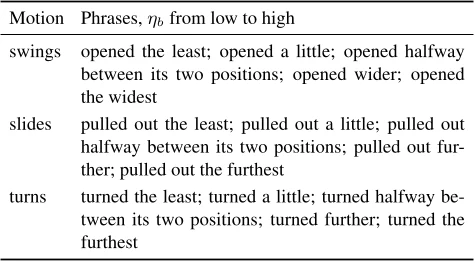 Motion Phrases, η_b from low to high
swings opened the least; opened a little; opened halfway
between its two positions; opened wider; opened
the widest
slides pulled out the least; pulled out a little; pulled out
halfway between its two positions; pulled out fur-
ther; pulled out the furthest
turns turned the least; turned a little; turned halfway be-
tween its two positions; turned further; turned the
furthest